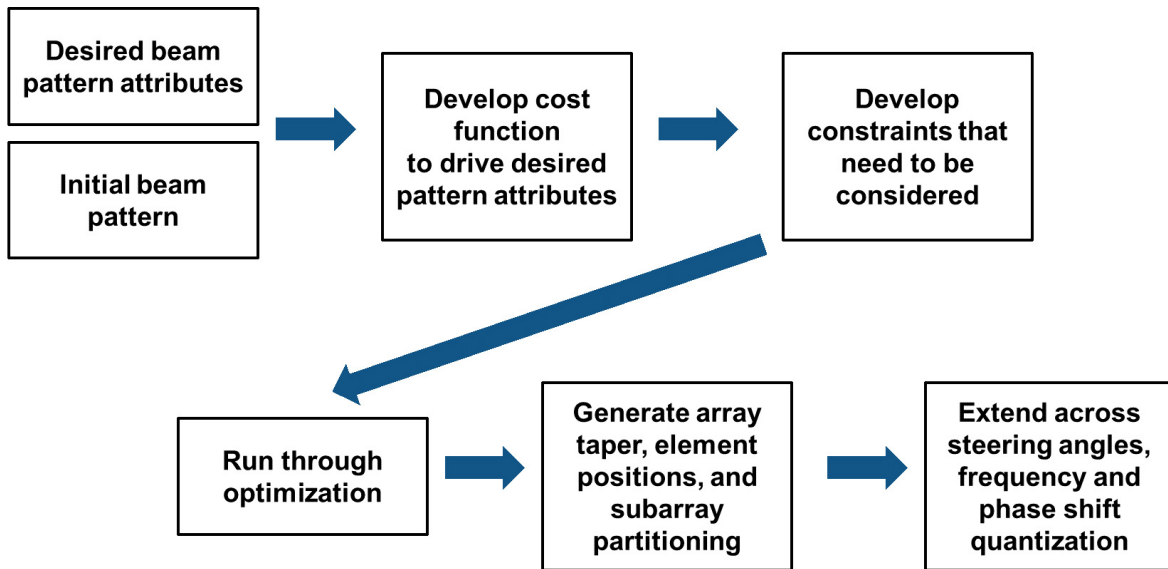 Desired beam
pattern attributes
Initial beam
pattern
Develop cost
function
to drive desired
pattern attributes
Develop
constraints that
need to be
considered
Run through
optimization
Generate array
taper, element
positions, and
subarray
partitioning
Extend across
steering angles,
frequency and
phase shift
quantization